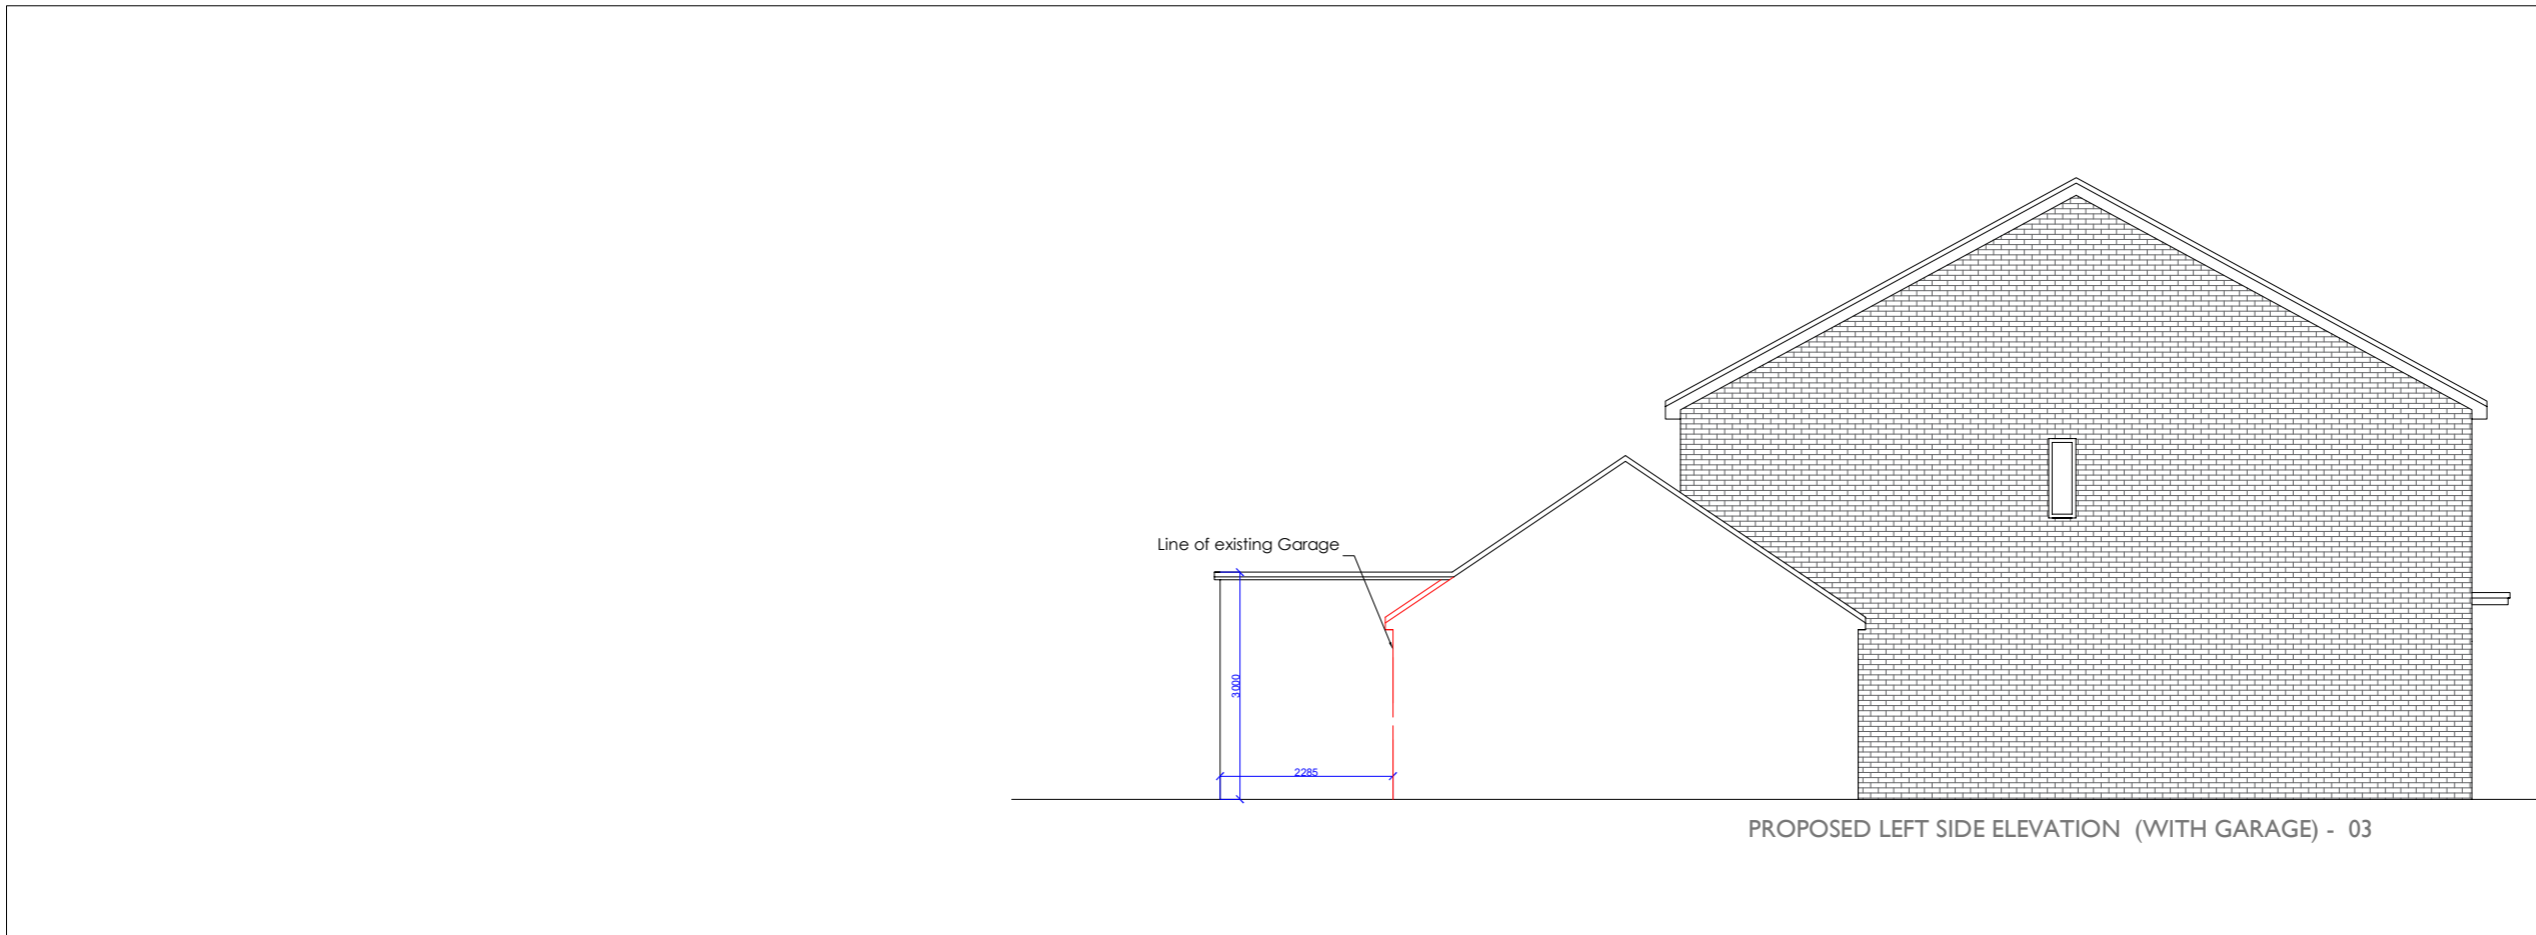 Line of existing Garage
3000
2285
PROPOSED LEFT SIDE ELEVATION (WITH GARAGE) - 03